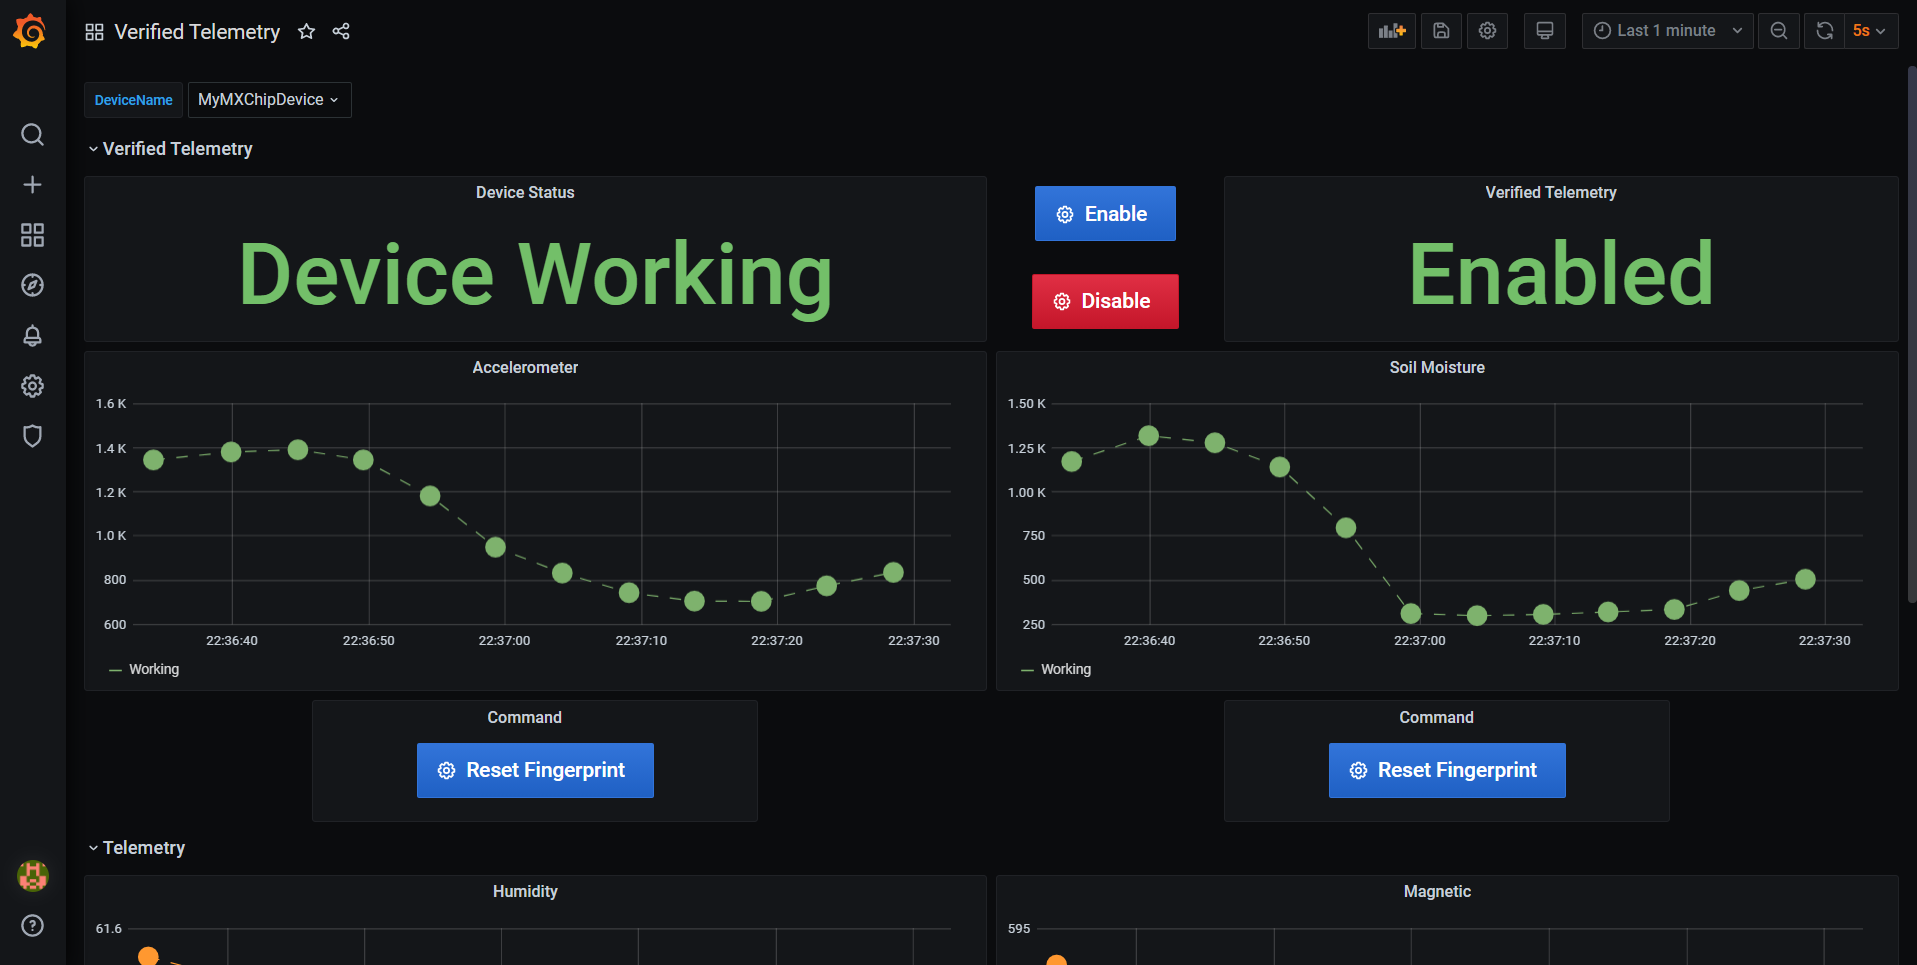 Verified Telemetry
Last 1 minute
5s
DeviceName
MyMXChipDevice
Verified Telemetry
Device Status
Device Working
Enable
Disable
Verified Telemetry
Enabled
Accelerometer
1.6 K
1.4 K
1.2 K
1.0 K
800
600
22:36:40 22:36:50 22:37:00 22:37:10 22:37:20 22:37:30
Working
Soil Moisture
1.50 K
1.25 K
1.00 K
750
500
250
22:36:40 22:36:50 22:37:00 22:37:10 22:37:20 22:37:30
Working
Command
Reset Fingerprint
Command
Reset Fingerprint
Telemetry
Humidity
61.6
Magnetic
595